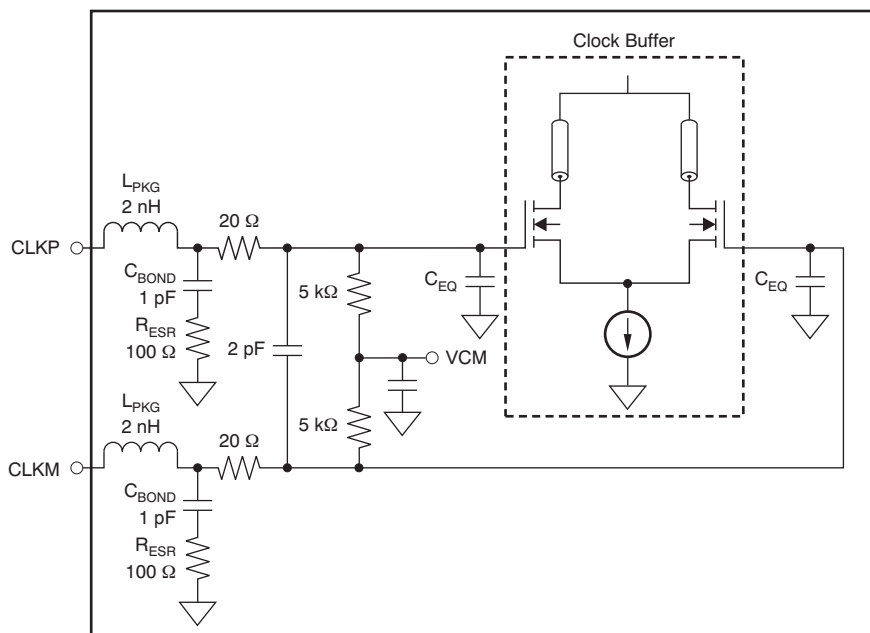 Clock Buffer
L_PKG
2 nH
20 Ω
CLKP
C_BOND
1 pF
R_ESR
100 Ω
5 kΩ
C_EQ
C_EQ
2 pF
VCM
L_PKG
2 nH
20 Ω
5 kΩ
CLKM
C_BOND
1 pF
R_ESR
100 Ω